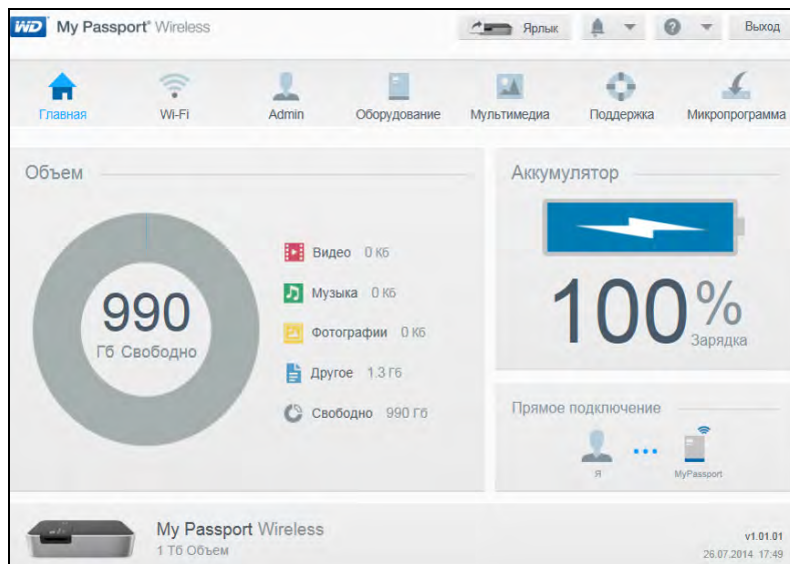 WD My Passport® Wireless
Ярлык
Выход
Главная
Wi-Fi
Admin
Оборудование
Мультимедиа
Поддержка
Микропрограмма
Объем
990
Гб Свободно
Видео 0 Кб
Музыка 0 Кб
Фотографии 0 Кб
Другое 1.3 Гб
Свободно 990 Гб
Аккумулятор
100%
Зарядка
Прямое подключение
Я
MyPassport
My Passport Wireless
1 Тб Объем
v1.01.01
26.07.2014 17:49